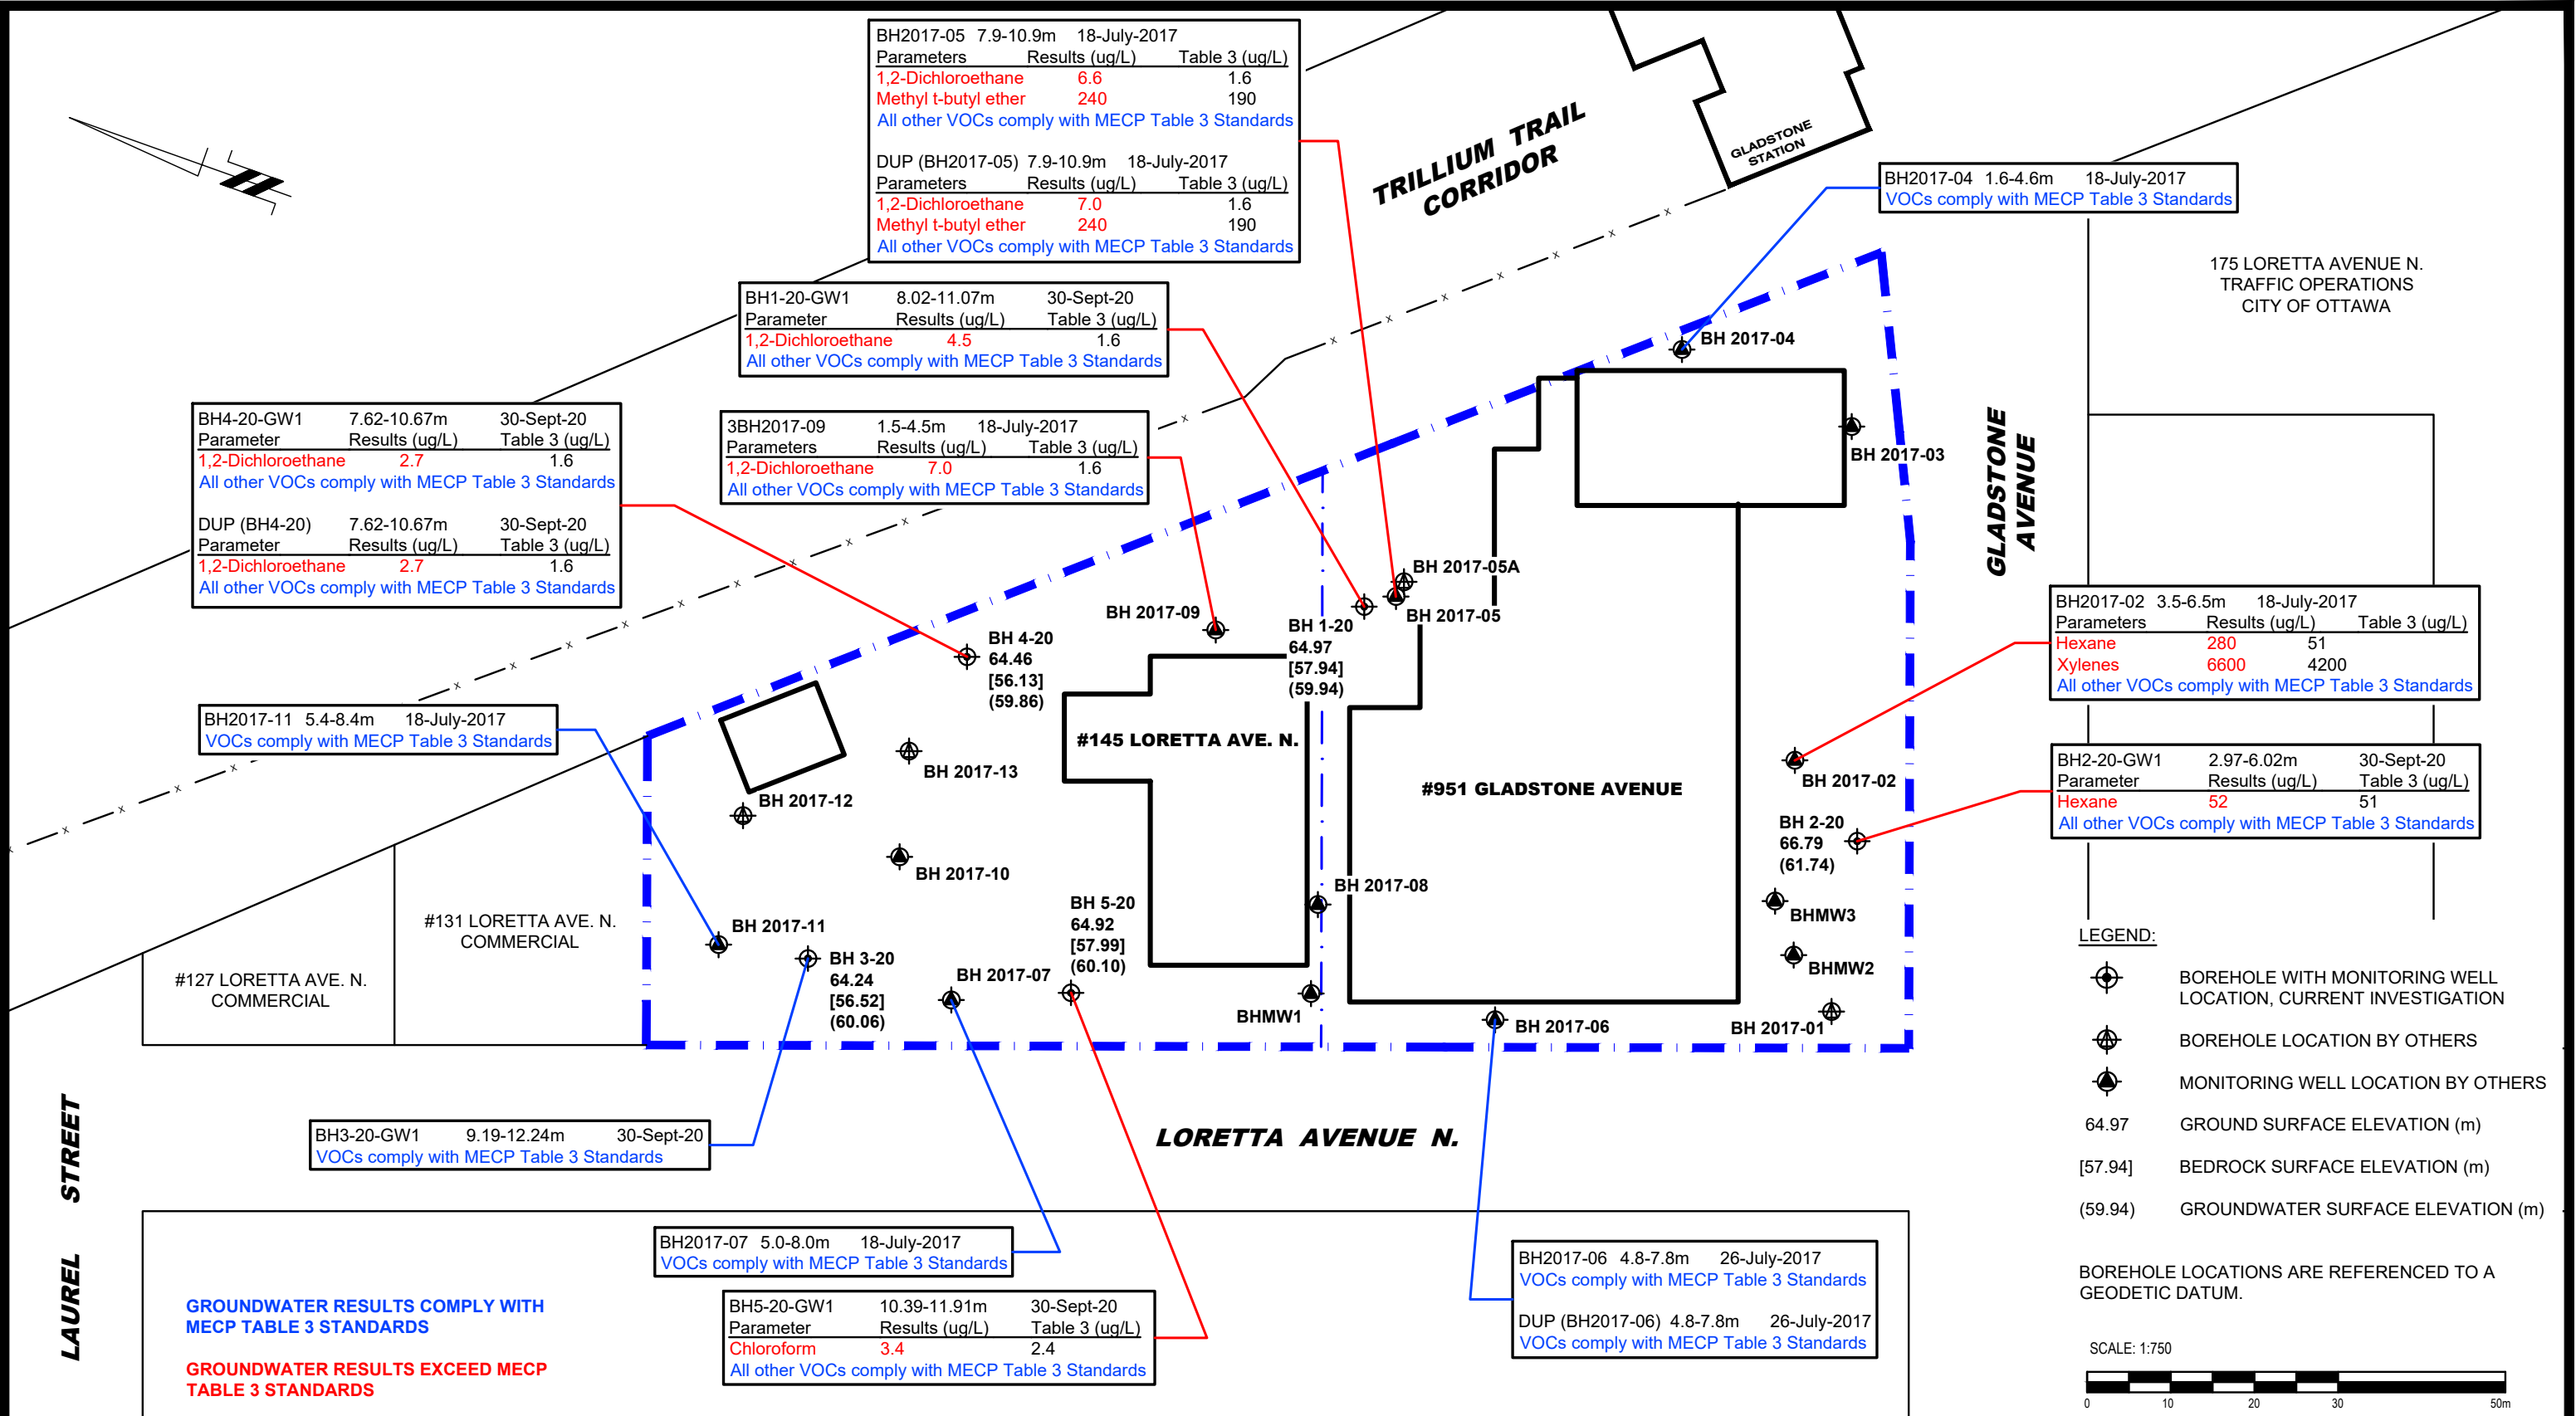 BH2017-05 7.9-10.9m 18-July-2017
Parameters Results (ug/L) Table 3 (ug/L)
1,2-Dichloroethane 6.6 1.6
Methyl t-butyl ether 240 190
All other VOCs comply with MECP Table 3 Standards
DUP (BH2017-05) 7.9-10.9m 18-July-2017
Parameters Results (ug/L) Table 3 (ug/L)
1,2-Dichloroethane 7.0 1.6
Methyl t-butyl ether 240 190
All other VOCs comply with MECP Table 3 Standards
TRILLIUM TRAIL
CORRIDOR
GLADSTONE
STATION
BH2017-04 1.6-4.6m 18-July-2017
VOCs comply with MECP Table 3 Standards
175 LORETTA AVENUE N.
TRAFFIC OPERATIONS
CITY OF OTTAWA
BH1-20-GW1 8.02-11.07m 30-Sept-20
Parameter Results (ug/L) Table 3 (ug/L)
1,2-Dichloroethane 4.5 1.6
All other VOCs comply with MECP Table 3 Standards
BH4-20-GW1 7.62-10.67m 30-Sept-20
Parameter Results (ug/L) Table 3 (ug/L)
1,2-Dichloroethane 2.7 1.6
All other VOCs comply with MECP Table 3 Standards
DUP (BH4-20) 7.62-10.67m 30-Sept-20
Parameter Results (ug/L) Table 3 (ug/L)
1,2-Dichloroethane 2.7 1.6
All other VOCs comply with MECP Table 3 Standards
3BH2017-09 1.5-4.5m 18-July-2017
Parameters Results (ug/L) Table 3 (ug/L)
1,2-Dichloroethane 7.0 1.6
All other VOCs comply with MECP Table 3 Standards
BH 2017-04
BH 2017-03
GLADSTONE
AVENUE
BH 2017-05A
BH 2017-05
BH 2017-09
BH 1-20
64.97
[57.94]
(59.94)
BH 4-20
64.46
[56.13]
(59.86)
BH2017-02 3.5-6.5m 18-July-2017
Parameters Results (ug/L) Table 3 (ug/L)
Hexane 280 51
Xylenes 6600 4200
All other VOCs comply with MECP Table 3 Standards
BH2017-11 5.4-8.4m 18-July-2017
VOCs comply with MECP Table 3 Standards
#145 LORETTA AVE. N.
#951 GLADSTONE AVENUE
BH 2017-13
BH 2017-12
BH 2017-10
BH 2017-02
BH2-20-GW1 2.97-6.02m 30-Sept-20
Parameter Results (ug/L) Table 3 (ug/L)
Hexane 52 51
All other VOCs comply with MECP Table 3 Standards
BH 2-20
66.79
(61.74)
BH 2017-08
BHMW3
BHMW2
BH 2017-01
BH 2017-06
BHMW1
BH 5-20
64.92
[57.99]
(60.10)
BH 2017-07
BH 2017-11
BH 3-20
64.24
[56.52]
(60.06)
#131 LORETTA AVE. N.
COMMERCIAL
#127 LORETTA AVE. N.
COMMERCIAL
LEGEND:
BOREHOLE WITH MONITORING WELL
LOCATION, CURRENT INVESTIGATION
BOREHOLE LOCATION BY OTHERS
MONITORING WELL LOCATION BY OTHERS
64.97 GROUND SURFACE ELEVATION (m)
[57.94] BEDROCK SURFACE ELEVATION (m)
(59.94) GROUNDWATER SURFACE ELEVATION (m)
BOREHOLE LOCATIONS ARE REFERENCED TO A
GEODETIC DATUM.
SCALE: 1:750
0 10 20 30 50m
LORETTA AVENUE N.
LAUREL STREET
BH3-20-GW1 9.19-12.24m 30-Sept-20
VOCs comply with MECP Table 3 Standards
BH2017-07 5.0-8.0m 18-July-2017
VOCs comply with MECP Table 3 Standards
BH5-20-GW1 10.39-11.91m 30-Sept-20
Parameter Results (ug/L) Table 3 (ug/L)
Chloroform 3.4 2.4
All other VOCs comply with MECP Table 3 Standards
BH2017-06 4.8-7.8m 26-July-2017
VOCs comply with MECP Table 3 Standards
DUP (BH2017-06) 4.8-7.8m 26-July-2017
VOCs comply with MECP Table 3 Standards
GROUNDWATER RESULTS COMPLY WITH
MECP TABLE 3 STANDARDS
GROUNDWATER RESULTS EXCEED MECP
TABLE 3 STANDARDS